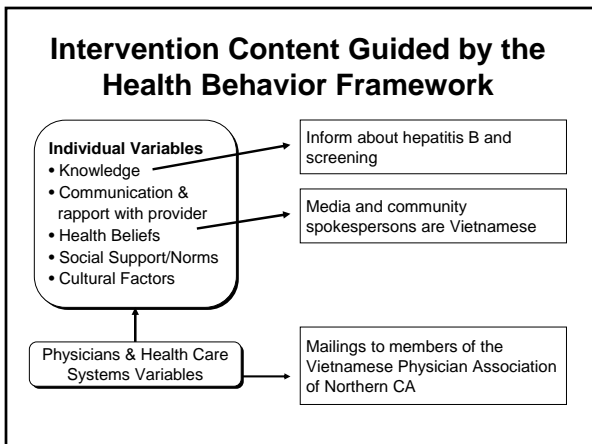 Intervention Content Guided by the
Health Behavior Framework
Individual Variables
• Knowledge
• Communication &
rapport with provider
• Health Beliefs
• Social Support/Norms
• Cultural Factors
Inform about hepatitis B and
screening
Media and community
spokespersons are Vietnamese
Physicians & Health Care
Systems Variables
Mailings to members of the
Vietnamese Physician Association
of Northern CA